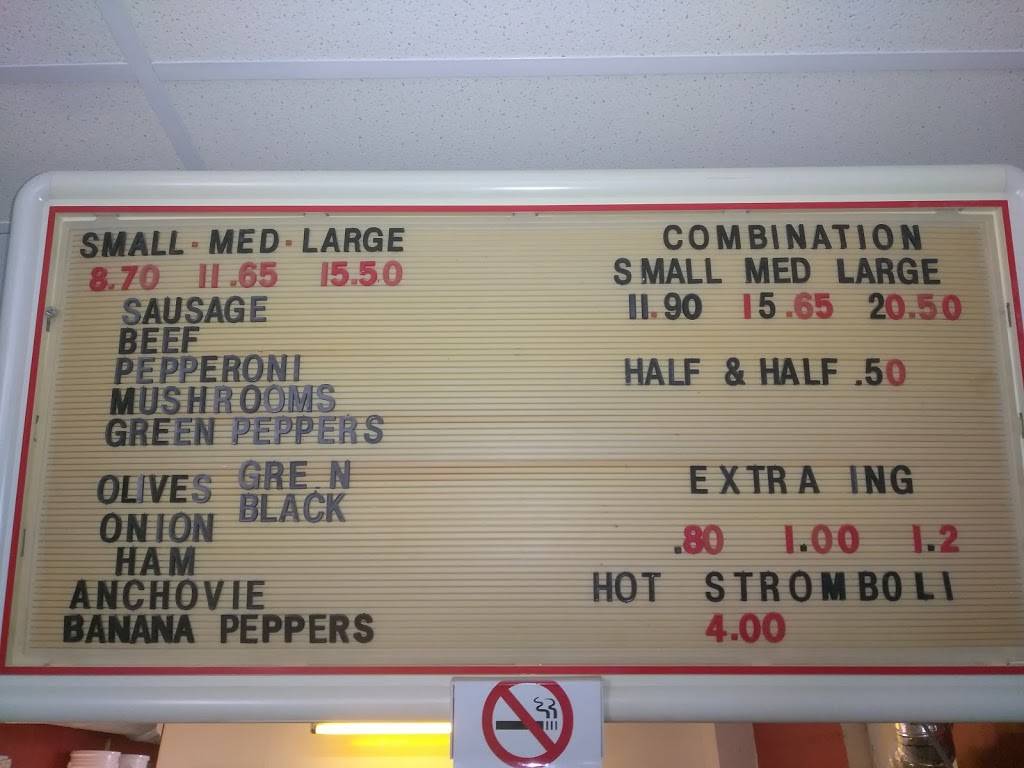 SMALL · MED · LARGE
8.70 11.65 15.50
SAUSAGE
BEEF
PEPPERONI
MUSHROOMS
GREEN PEPPERS
OLIVES GRE N
BLACK
ONION
HAM
ANCHOVIE
BANANA PEPPERS
COMBINATION
SMALL MED LARGE
11.90 15.65 20.50
HALF & HALF .50
EXTRA ING
.80 1.00 1.2
HOT STROMBOLI
4.00